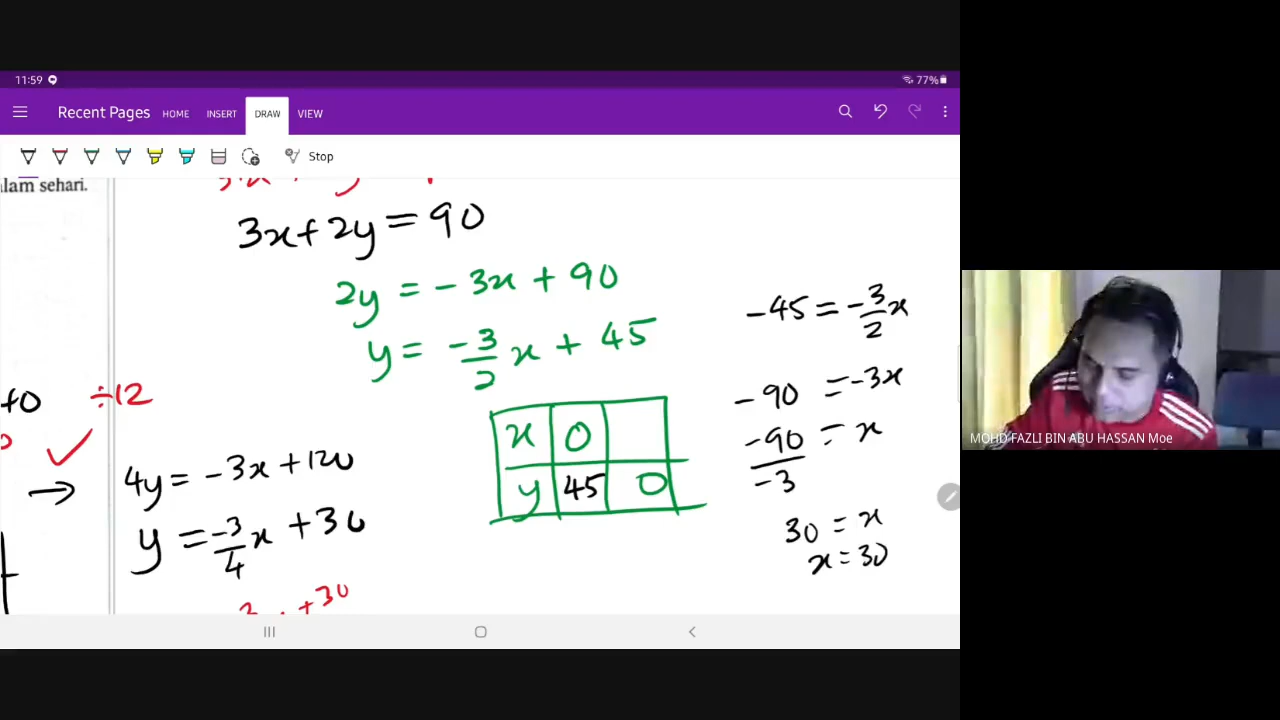 11:59
77%
Recent Pages HOME INSERT DRAW VIEW
Stop
lam sehari.
3x+2y=90
2y = -3x + 90
y = -3/2 x + 45
÷12
4y = -3x+120
y = -3/4 x +30
+30
x 0
y 45 0
-45 = -3/2 x
-90 = -3x
-90/-3 = x
30 = x
x = 30
MOHD FAZLI BIN ABU HASSAN Moe